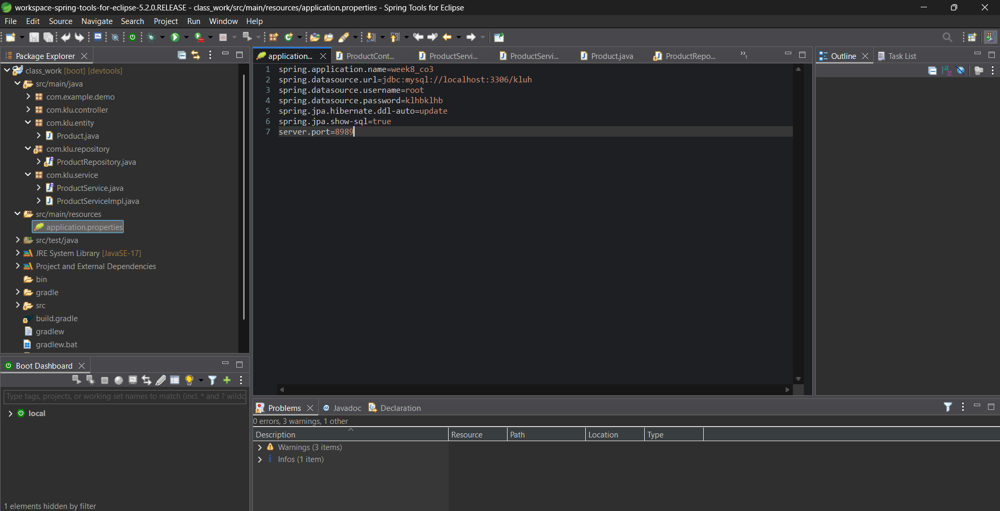 workspace-spring-tools-for-eclipse-5.2.0.RELEASE - class_work/src/main/resources/application.properties - Spring Tools for Eclipse
File Edit Source Navigate Search Project Run Window Help
Package Explorer
class_work [boot] [devtools]
src/main/java
com.example.demo
com.klu.controller
com.klu.entity
Product.java
com.klu.repository
ProductRepository.java
com.klu.service
ProductService.java
ProductServiceImpl.java
src/main/resources
application.properties
src/test/java
JRE System Library [JavaSE-17]
Project and External Dependencies
bin
gradle
src
build.gradle
gradlew
gradlew.bat
Boot Dashboard
Type tags, projects, or working set names to match (incl. * and ? wildc
local
1 elements hidden by filter
application... ProductCont... ProductServi... ProductServi... Product.java ProductRepo... »1
1 spring.application.name=week8_co3
2 spring.datasource.url=jdbc:mysql://localhost:3306/kluh
3 spring.datasource.username=root
4 spring.datasource.password=klhbklhb
5 spring.jpa.hibernate.ddl-auto=update
6 spring.jpa.show-sql=true
7 server.port=8989
Outline Task List
Problems @ Javadoc Declaration
0 errors, 3 warnings, 1 other
Description Resource Path Location Type
Warnings (3 items)
Infos (1 item)